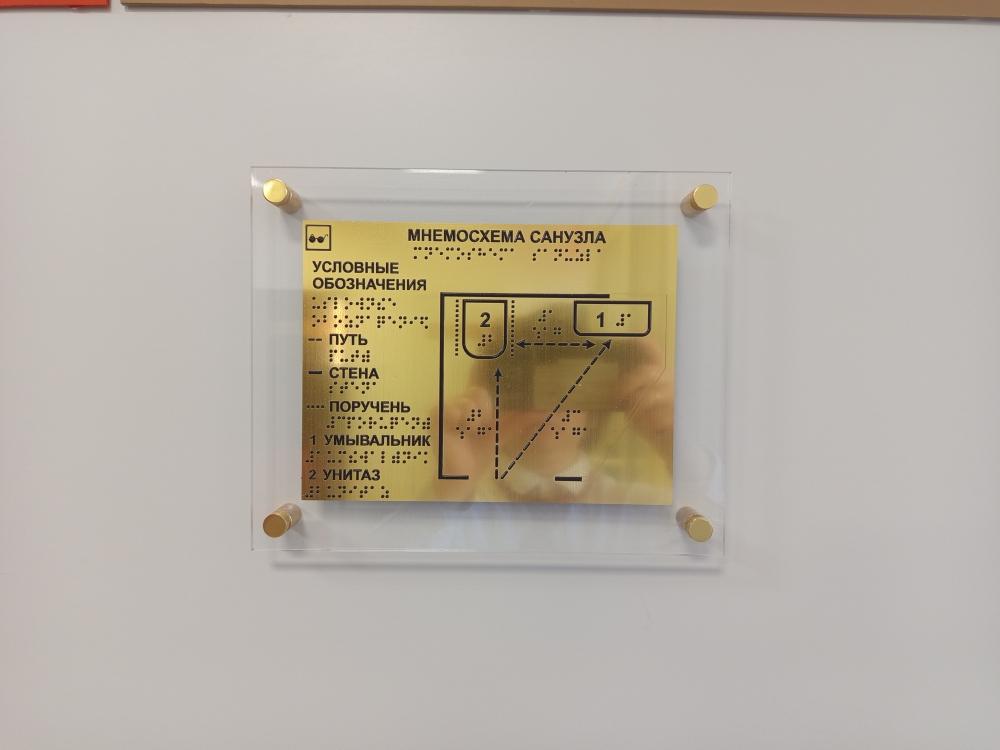 МНЕМОСХЕМА САНУЗЛА
УСЛОВНЫЕ
ОБОЗНАЧЕНИЯ
-- ПУТЬ
— СТЕНА
···· ПОРУЧЕНЬ
1 УМЫВАЛЬНИК
2 УНИТАЗ
2
1